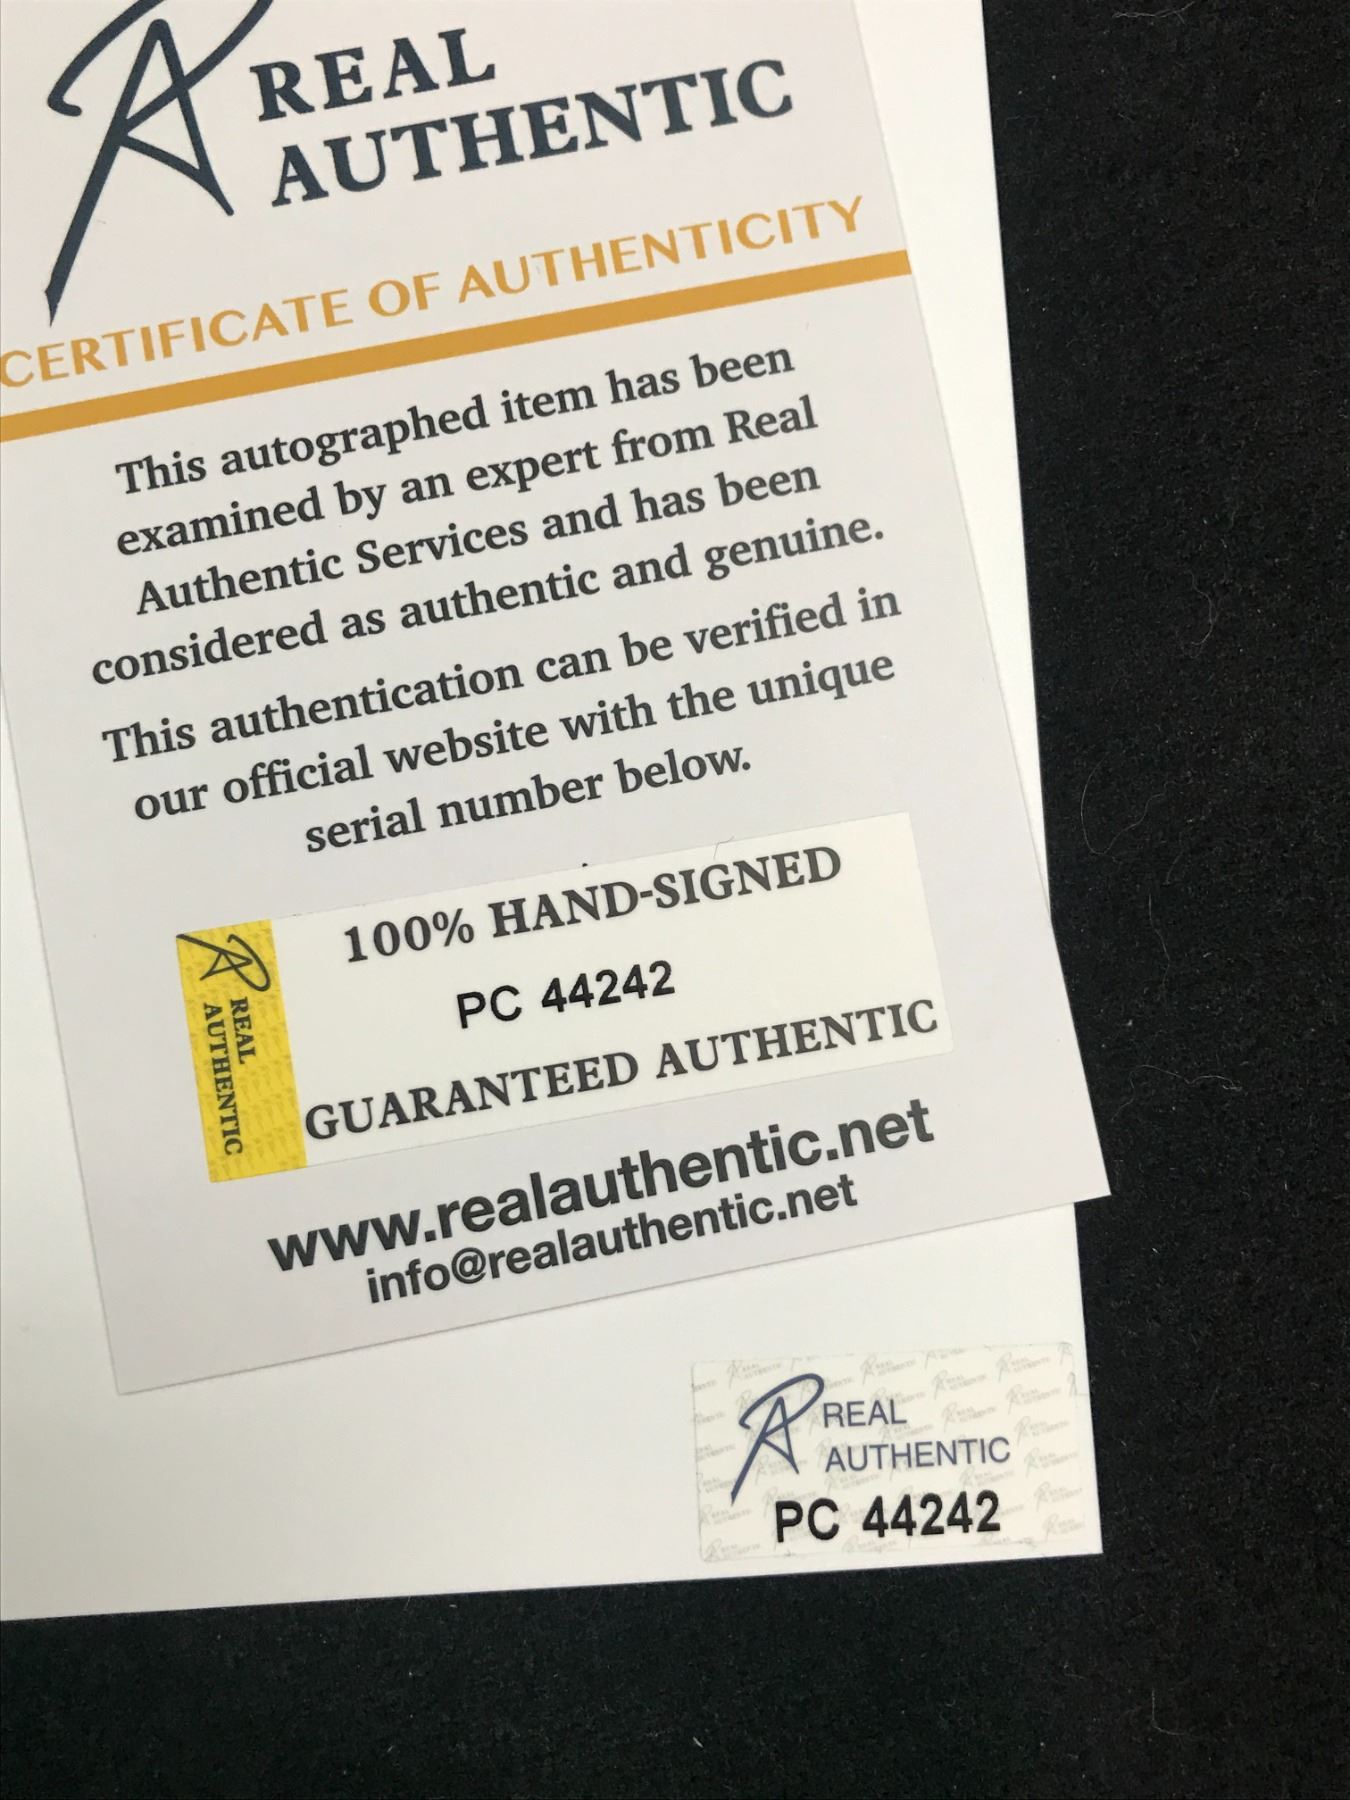 REAL
AUTHENTIC
CERTIFICATE OF AUTHENTICITY
This autographed item has been
examined by an expert from Real
Authentic Services and has been
considered as authentic and genuine.
This authentication can be verified in
our official website with the unique
serial number below.
REAL
AUTHENTIC
100% HAND-SIGNED
PC 44242
GUARANTEED AUTHENTIC
www.realauthentic.net
info@realauthentic.net
REAL
AUTHENTIC
PC 44242